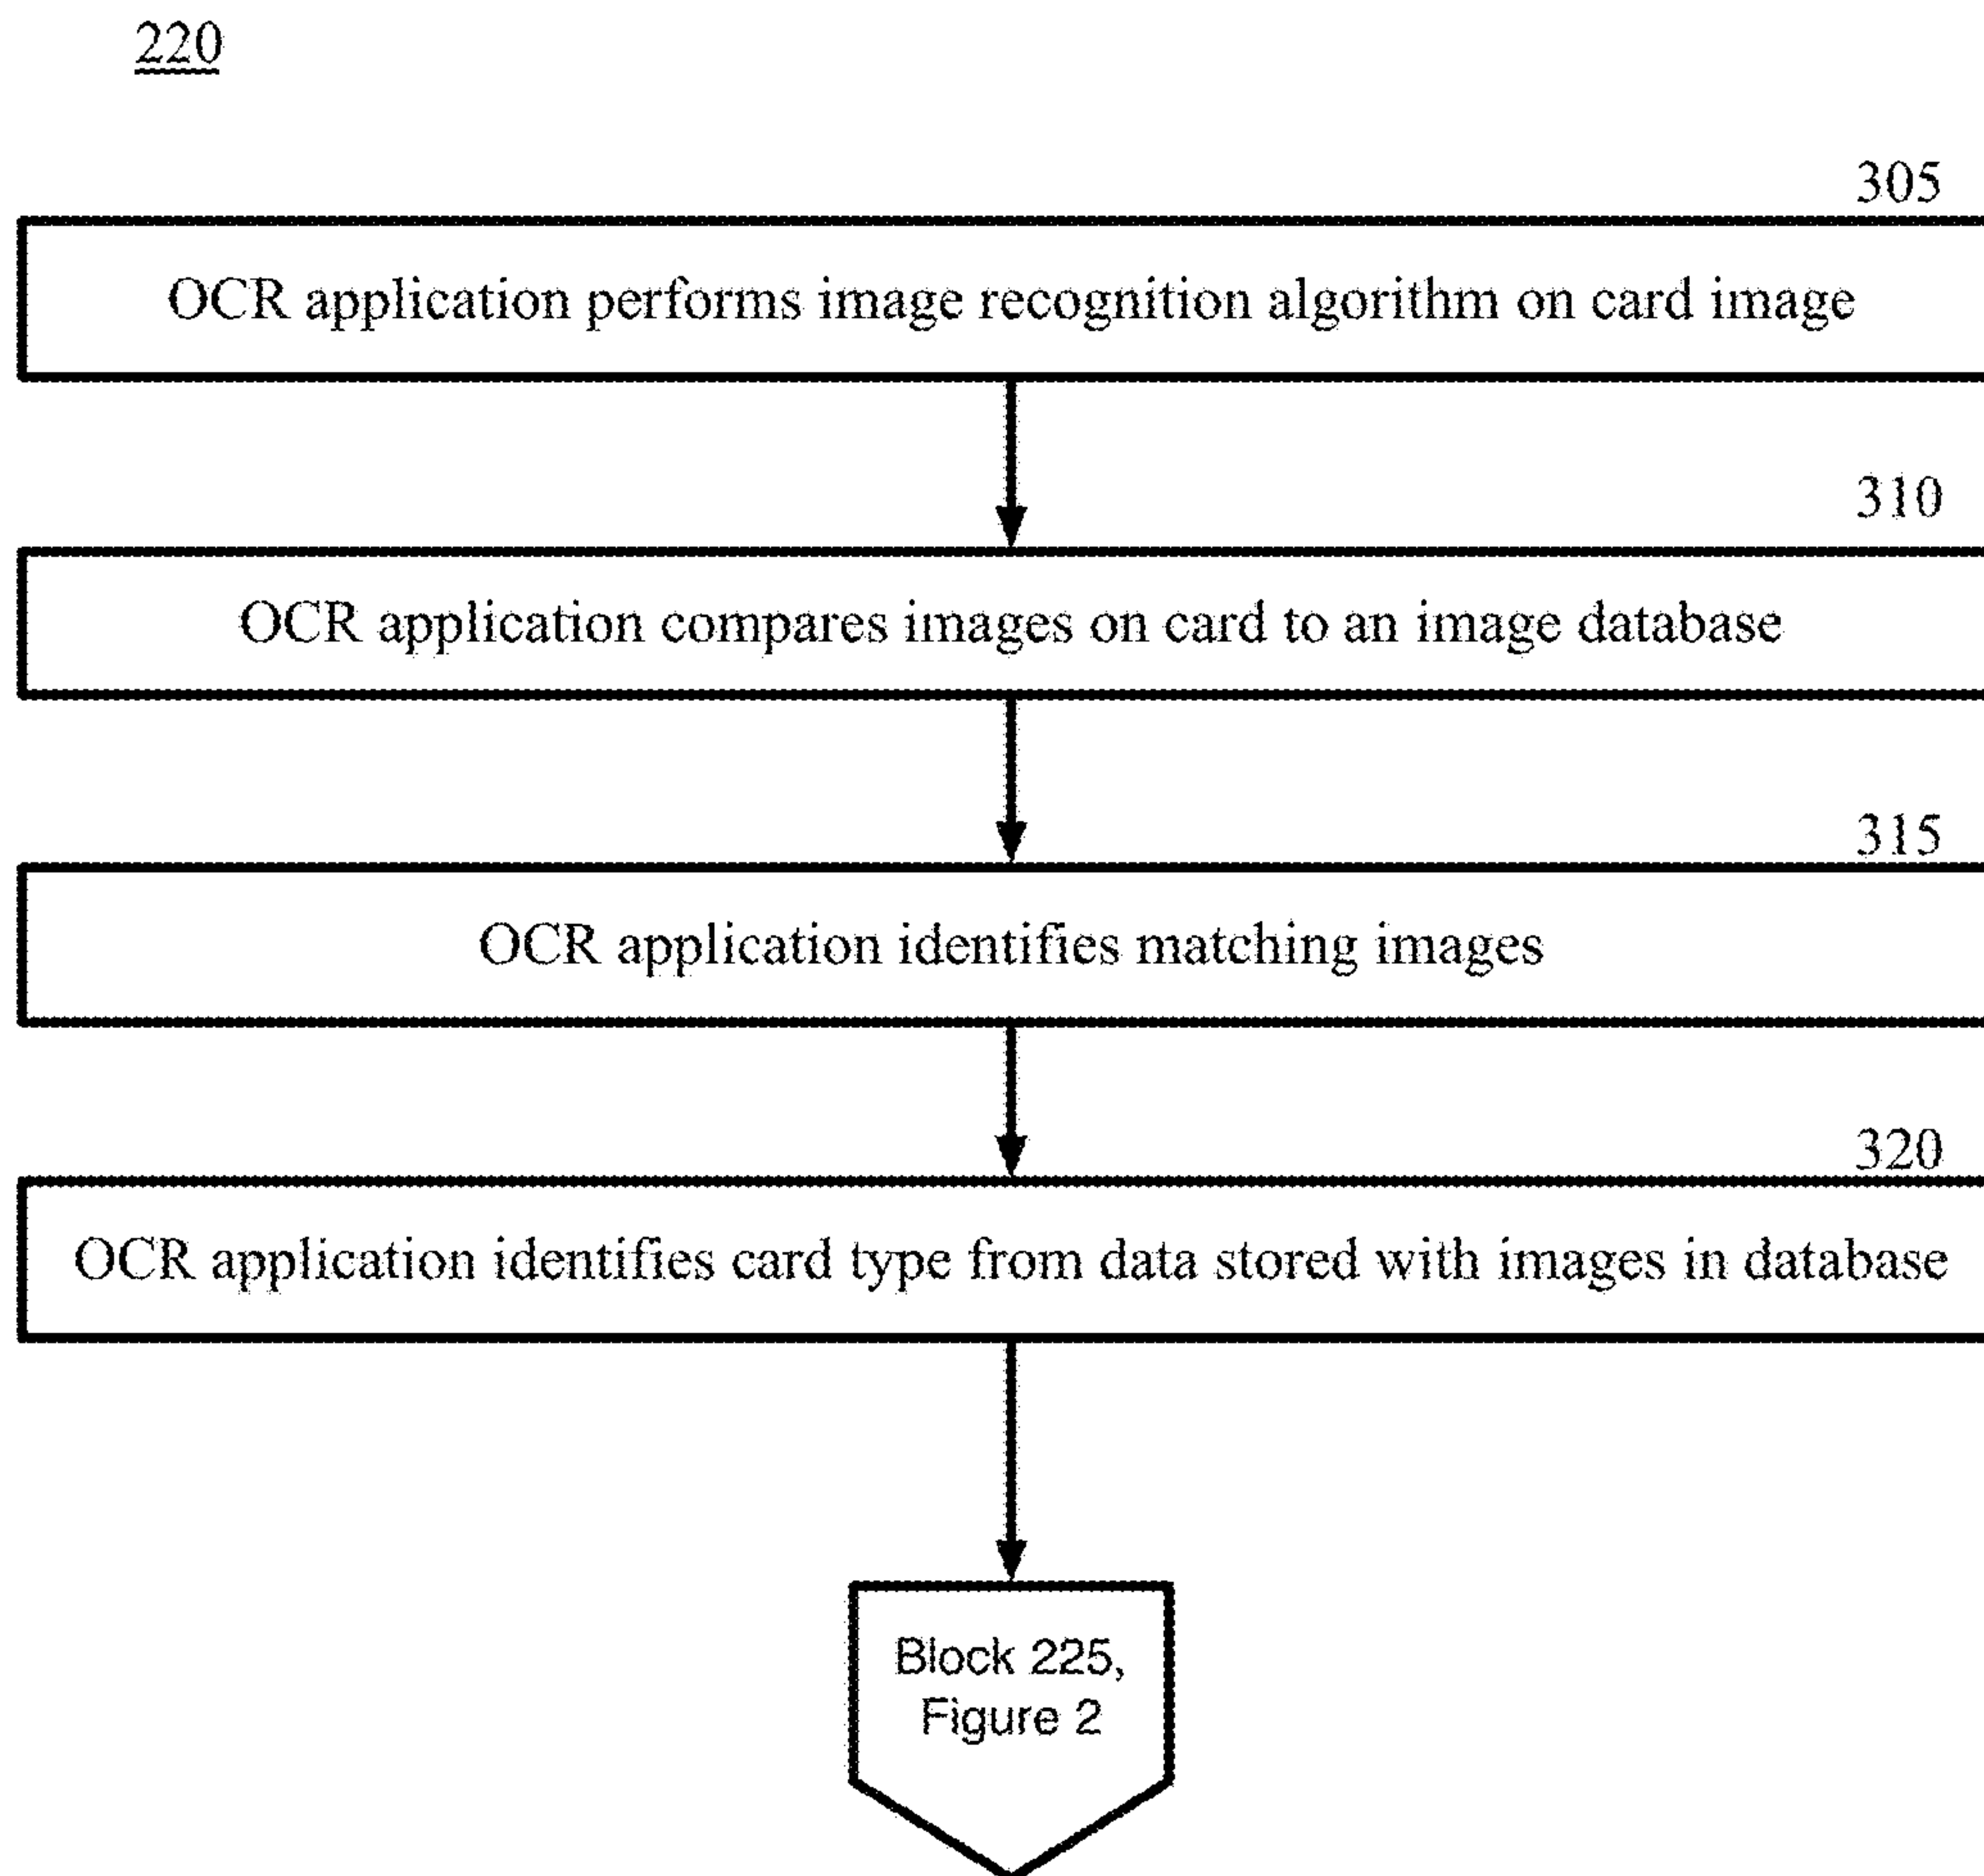 220
305
OCR application performs image recognition algorithm on card image
310
OCR application compares images on card to an image database
315
OCR application identifies matching images
320
OCR application identifies card type from data stored with images in database
Block 225,
Figure 2